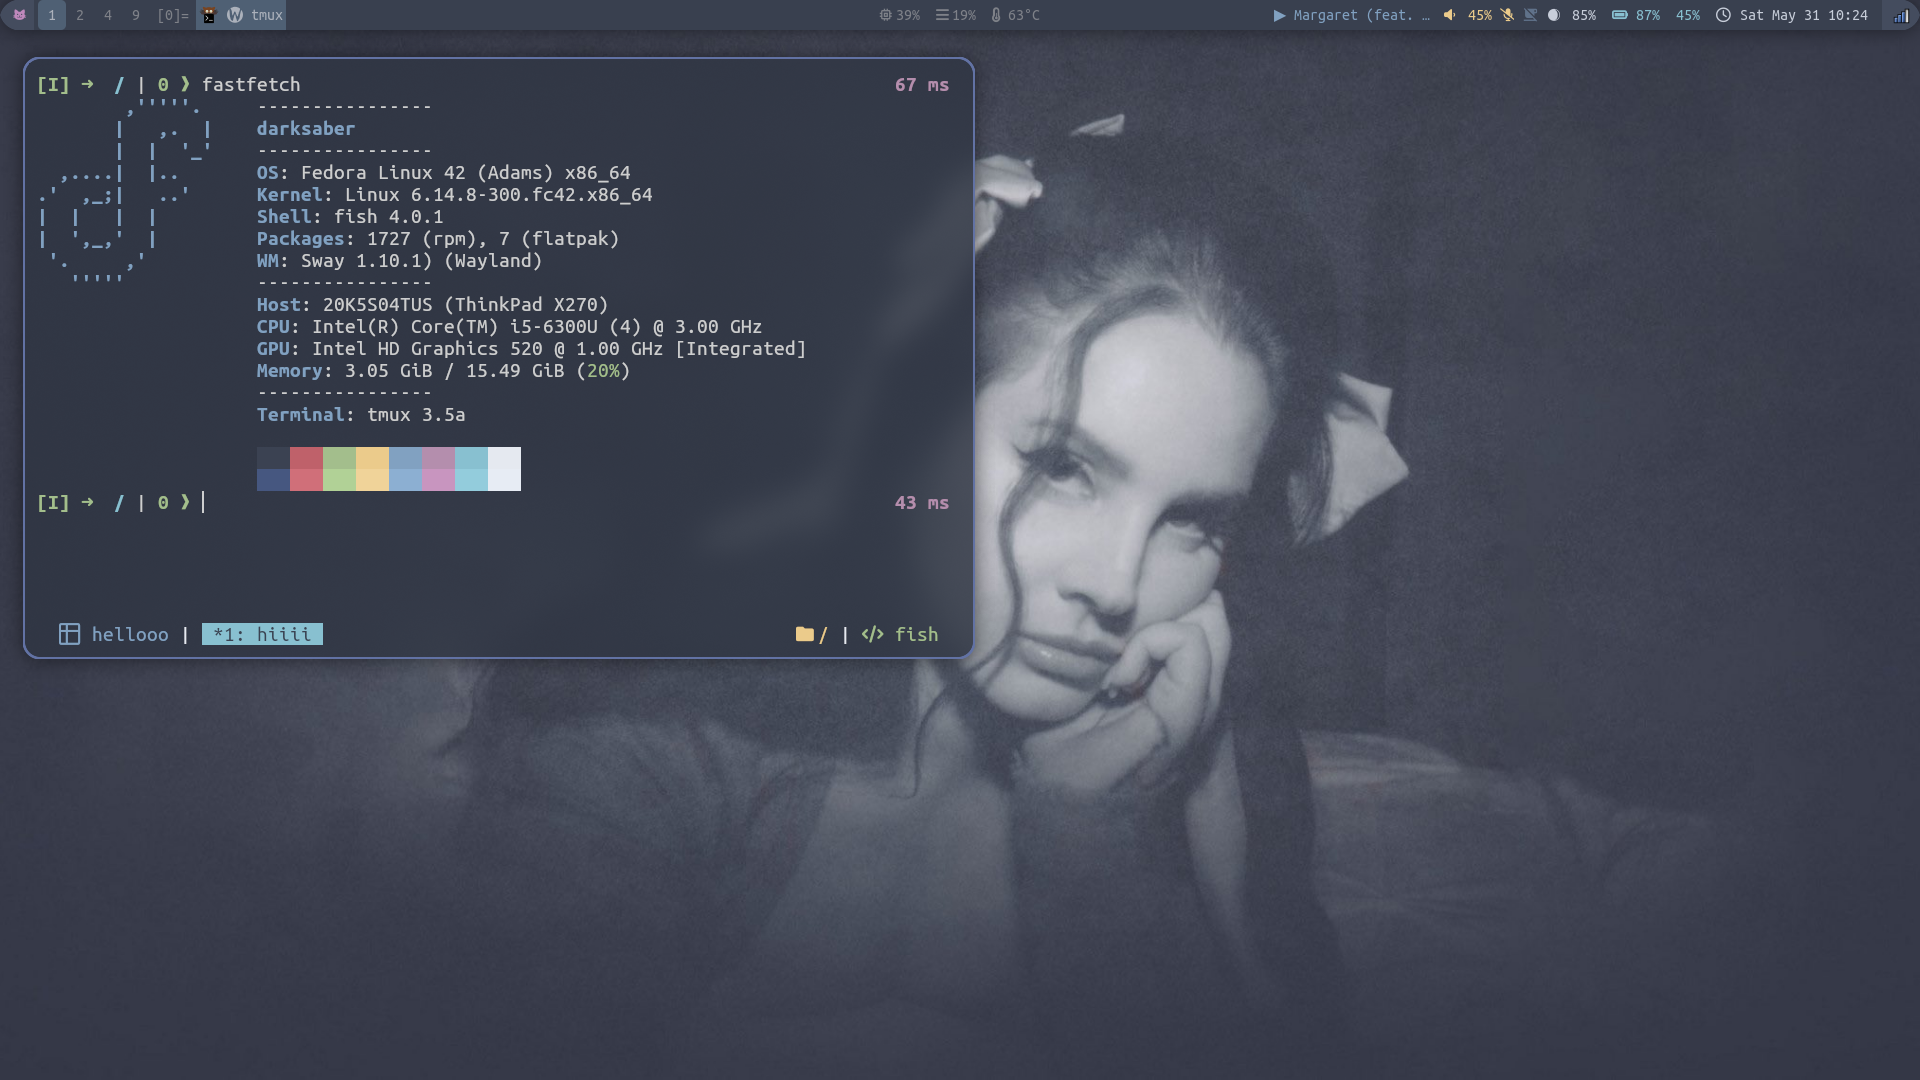 1 2 4 9 [0]= tmux 39% 19% 63°C Margaret (feat. … 45% 85% 87% 45% Sat May 31 10:24
[I] ➜ / | 0 ❯ fastfetch 67 ms
----------------
darksaber
----------------
OS: Fedora Linux 42 (Adams) x86_64
Kernel: Linux 6.14.8-300.fc42.x86_64
Shell: fish 4.0.1
Packages: 1727 (rpm), 7 (flatpak)
WM: Sway 1.10.1) (Wayland)
----------------
Host: 20K5S04TUS (ThinkPad X270)
CPU: Intel(R) Core(TM) i5-6300U (4) @ 3.00 GHz
GPU: Intel HD Graphics 520 @ 1.00 GHz [Integrated]
Memory: 3.05 GiB / 15.49 GiB (20%)
----------------
Terminal: tmux 3.5a
[I] ➜ / | 0 ❯ 43 ms
hellooo | *1: hiiii / | </> fish